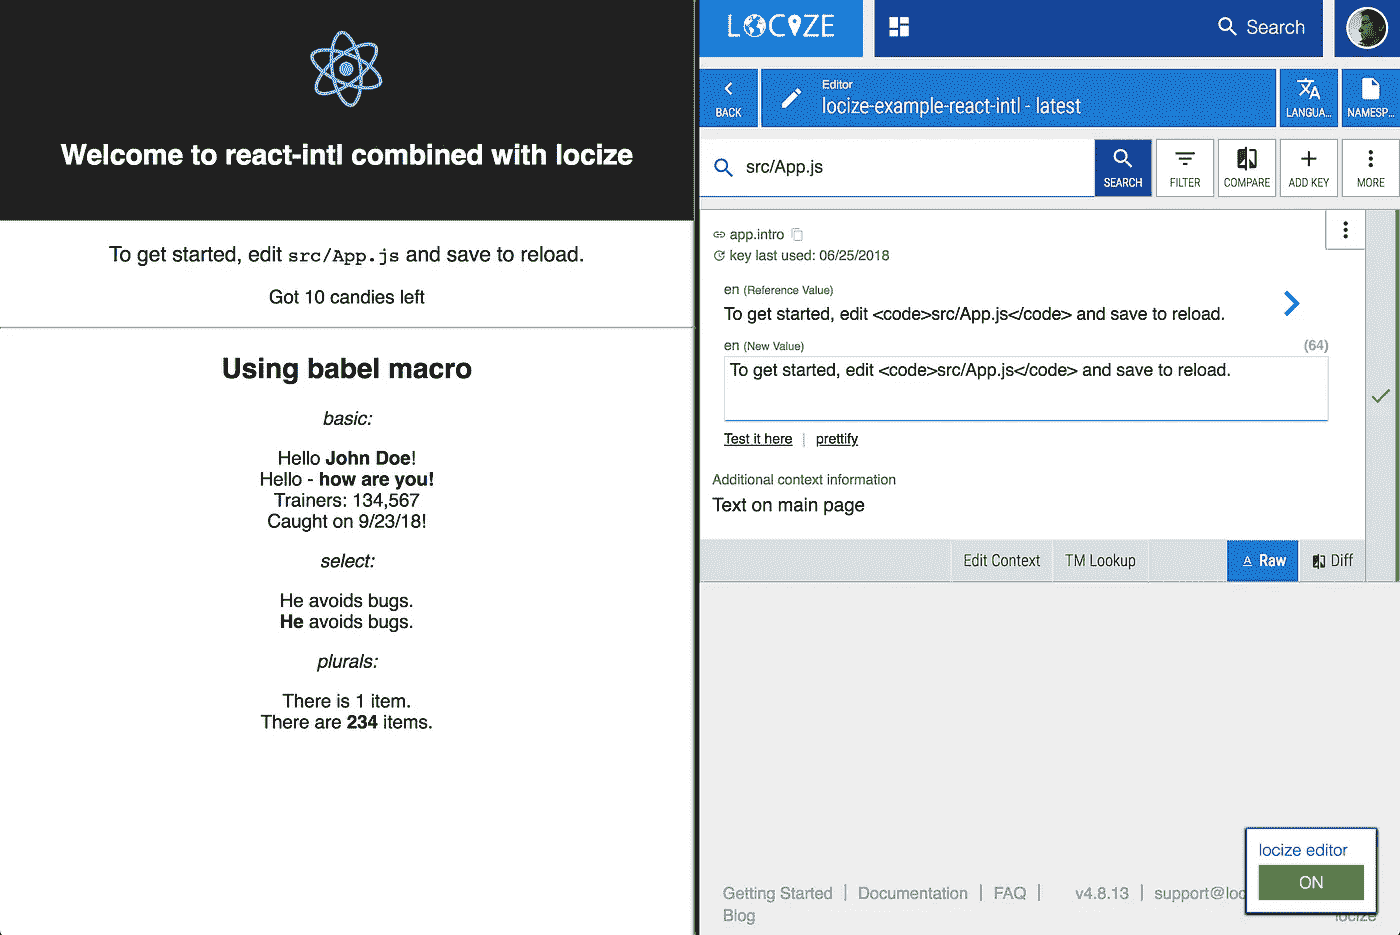 Welcome to react-intl combined with locize
To get started, edit src/App.js and save to reload.
Got 10 candies left
Using babel macro
basic:
Hello John Doe!
Hello - how are you!
Trainers: 134,567
Caught on 9/23/18!
select:
He avoids bugs.
He avoids bugs.
plurals:
There is 1 item.
There are 234 items.
LOCIZE
Search
BACK
Editor
locize-example-react-intl - latest
LANGUA...
NAMESP...
src/App.js
SEARCH
FILTER
COMPARE
ADD KEY
MORE
app.intro
key last used: 06/25/2018
en (Reference Value)
To get started, edit <code>src/App.js</code> and save to reload.
en (New Value)
(64)
To get started, edit <code>src/App.js</code> and save to reload.
Test it here | prettify
Additional context information
Text on main page
Edit Context
TM Lookup
A Raw
Diff
locize editor
ON
Getting Started | Documentation | FAQ | v4.8.13 | support@loc
Blog
locize